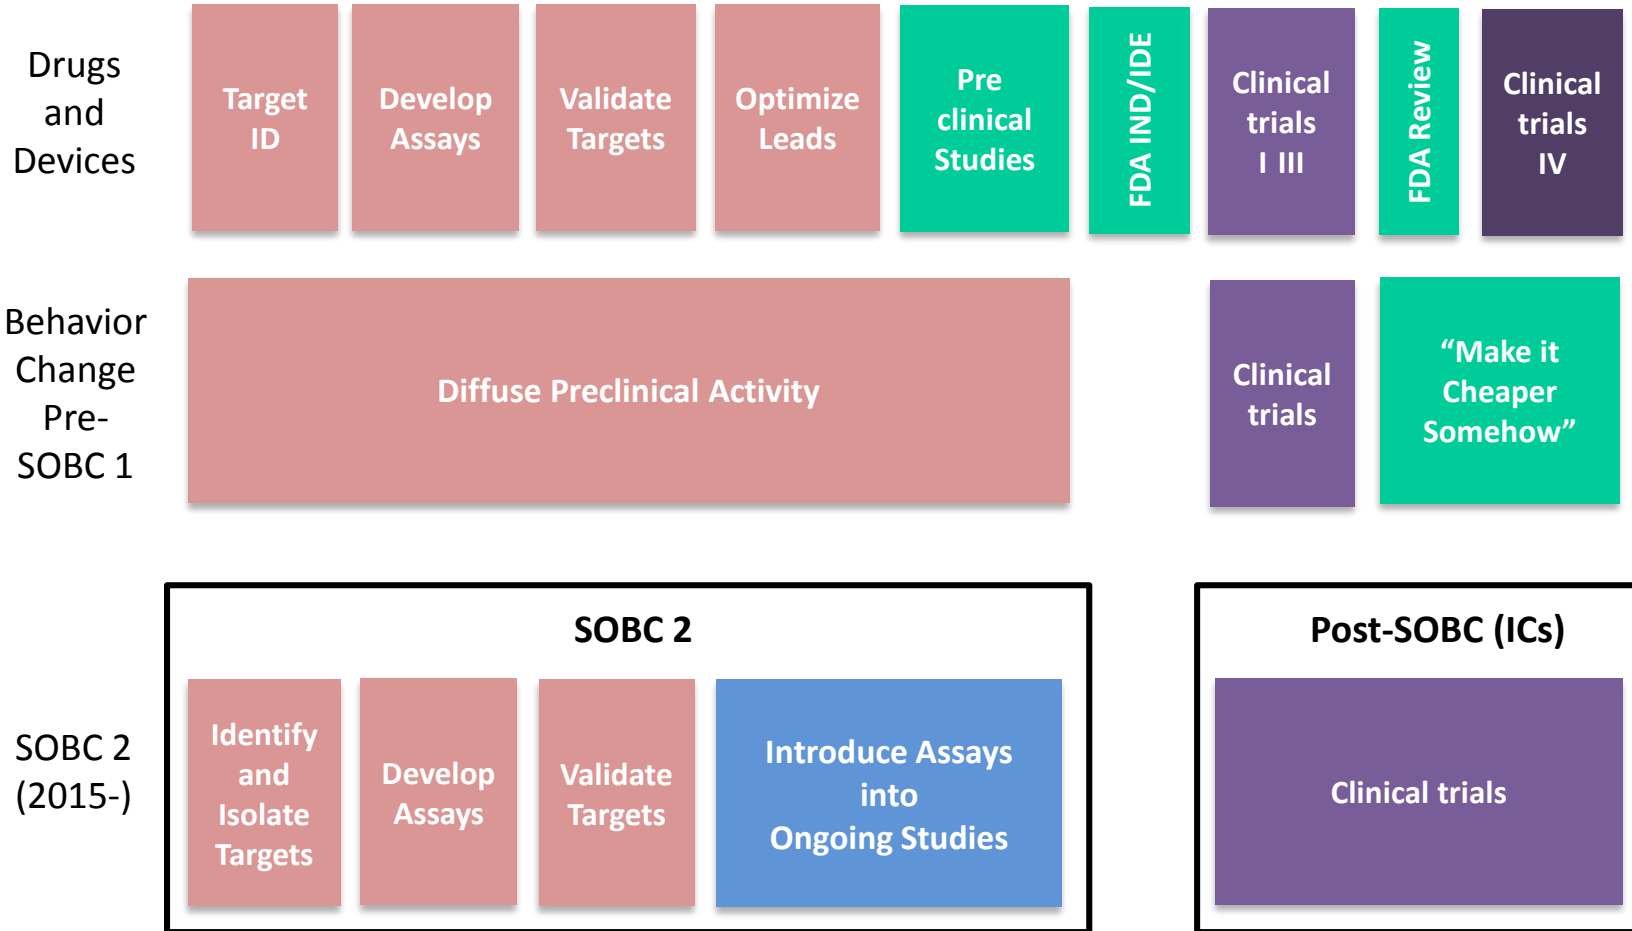 Drugs
and
Devices
Target
ID
Develop
Assays
Validate
Targets
Optimize
Leads
Pre
clinical
Studies
FDA IND/IDE
Clinical
trials
I III
FDA Review
Clinical
trials
IV
Behavior
Change
Pre-
SOBC 1
Diffuse Preclinical Activity
Clinical
trials
“Make it
Cheaper
Somehow”
SOBC 2
(2015-)
SOBC 2
Identify
and
Isolate
Targets
Develop
Assays
Validate
Targets
Introduce Assays
into
Ongoing Studies
Post-SOBC (ICs)
Clinical trials